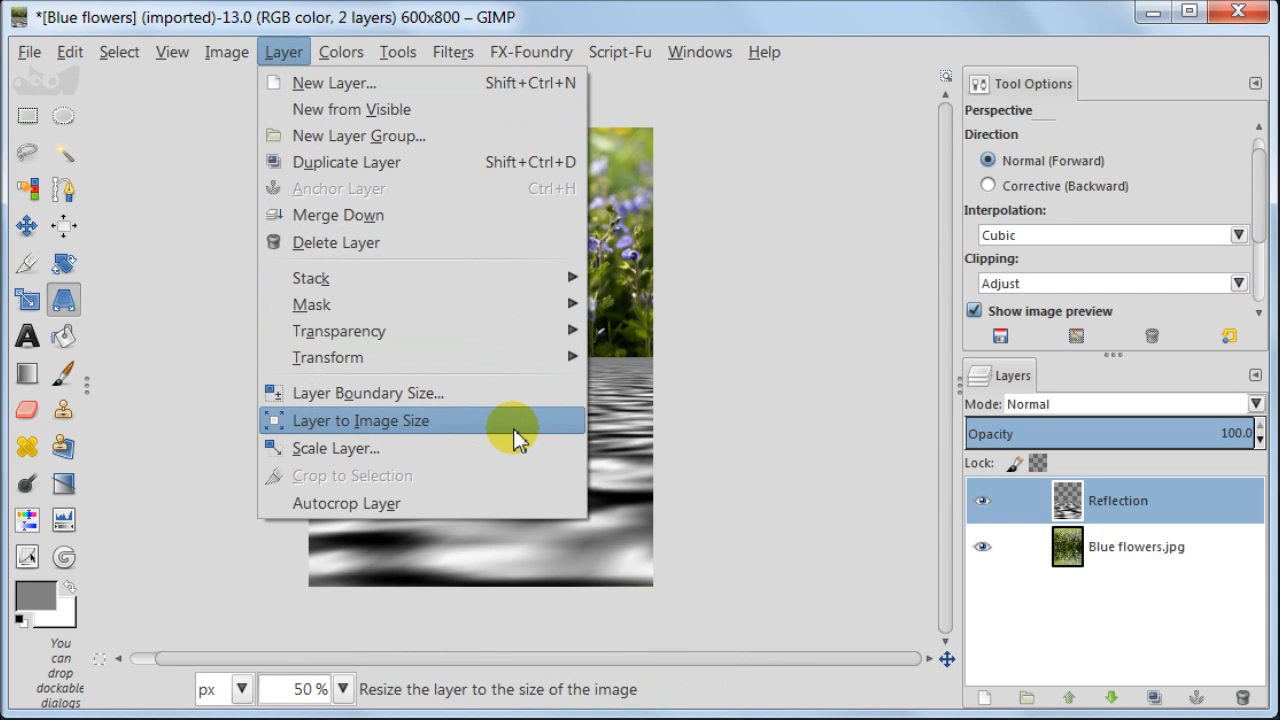 *[Blue flowers] (imported)-13.0 (RGB color, 2 layers) 600x800 – GIMP
File Edit Select View Image Layer Colors Tools Filters FX-Foundry Script-Fu Windows Help
New Layer... Shift+Ctrl+N
New from Visible
New Layer Group...
Duplicate Layer Shift+Ctrl+D
Anchor Layer Ctrl+H
Merge Down
Delete Layer
Stack
Mask
Transparency
Transform
Layer Boundary Size...
Layer to Image Size
Scale Layer...
Crop to Selection
Autocrop Layer
Tool Options
Perspective
Direction
Normal (Forward)
Corrective (Backward)
Interpolation:
Cubic
Clipping:
Adjust
Show image preview
Layers
Mode: Normal
Opacity 100.0
Lock:
Reflection
Blue flowers.jpg
You
can
drop
dockable
dialogs
px 50 % Resize the layer to the size of the image